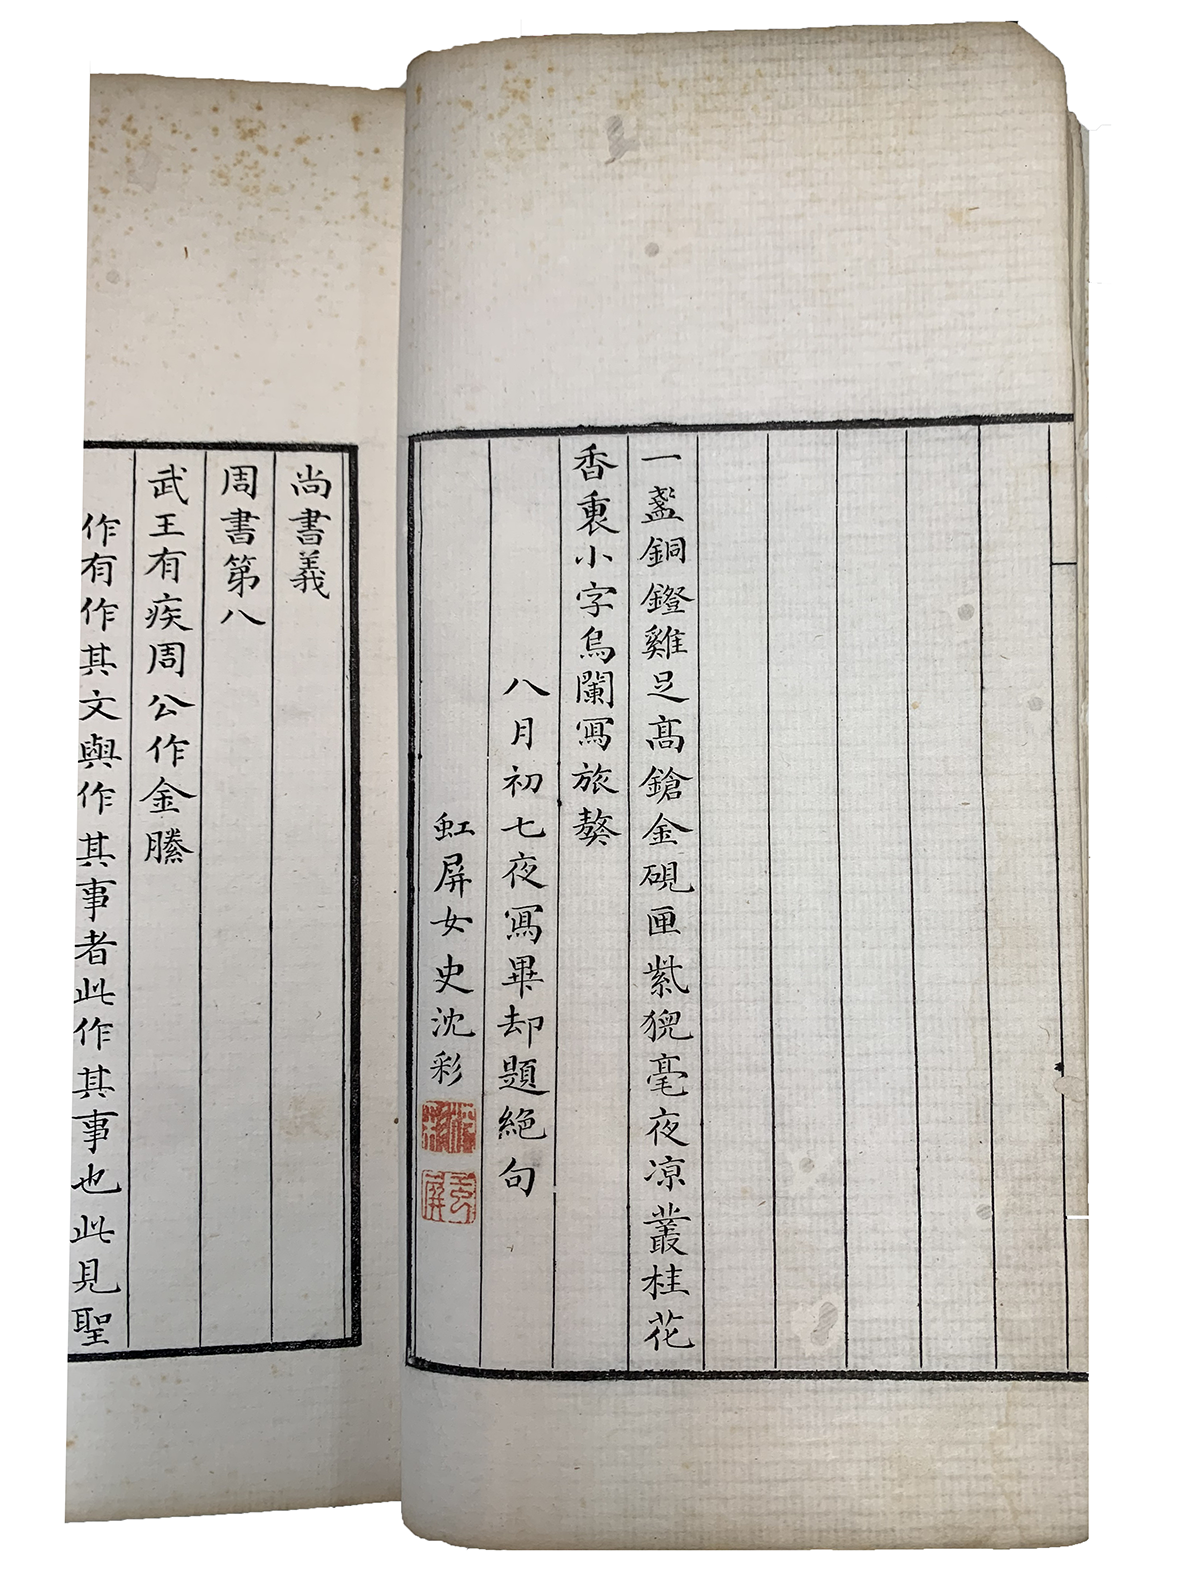 一盞銅鐙雞足高鎗金硯匣紫猊毫夜凉叢桂花
香裏小字烏闌寫旅獒
八月初七夜寫畢却題絕句
虹屏女史沈彩
尚書義
周書第八
武王有疾周公作金縢
作有作其文與作其事者此作其事也此見聖